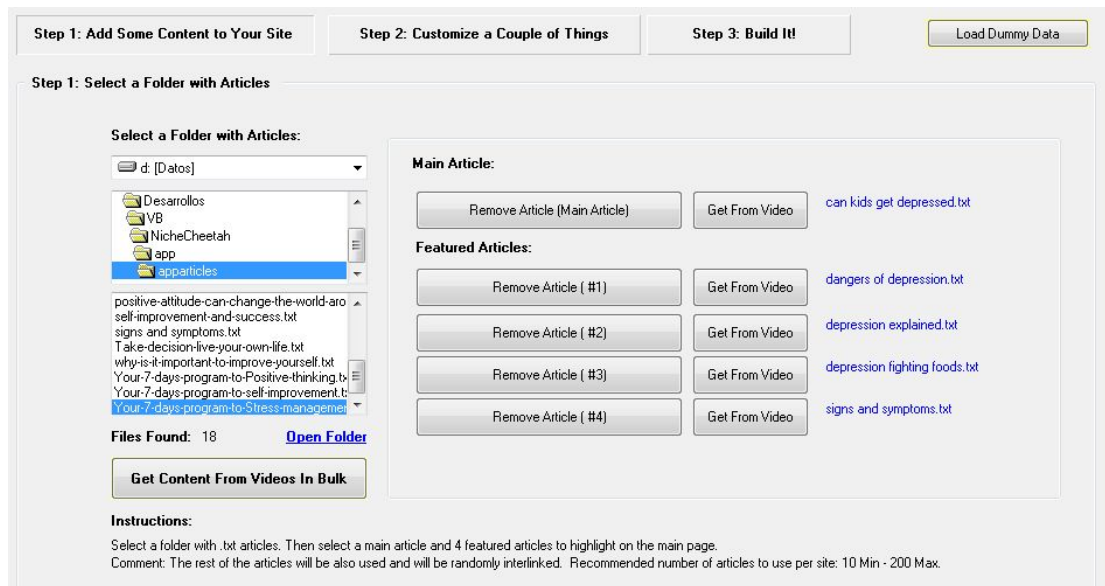 Step 1: Add Some Content to Your Site
Step 2: Customize a Couple of Things
Step 3: Build It!
Load Dummy Data
Step 1: Select a Folder with Articles
Select a Folder with Articles:
d: [Datos]
Desarrollos
VB
NicheCheetah
app
apparticles
positive-attitude-can-change-the-world-aro
self-improvement-and-success.txt
signs and symptoms.txt
Take-decision-live-your-own-life.txt
why-is-it-important-to-improve-yourself.txt
Your-7-days-program-to-Positive-thinking.tx
Your-7-days-program-to-self-improvement.t
Your-7-days-program-to-Stress-managemer
Files Found: 18
Open Folder
Get Content From Videos In Bulk
Main Article:
Remove Article (Main Article)
Get From Video
can kids get depressed.txt
Featured Articles:
Remove Article ( #1)
Get From Video
dangers of depression.txt
Remove Article ( #2)
Get From Video
depression explained.txt
Remove Article ( #3)
Get From Video
depression fighting foods.txt
Remove Article ( #4)
Get From Video
signs and symptoms.txt
Instructions:
Select a folder with .txt articles. Then select a main article and 4 featured articles to highlight on the main page.
Comment: The rest of the articles will be also used and will be randomly interlinked. Recommended number of articles to use per site: 10 Min - 200 Max.